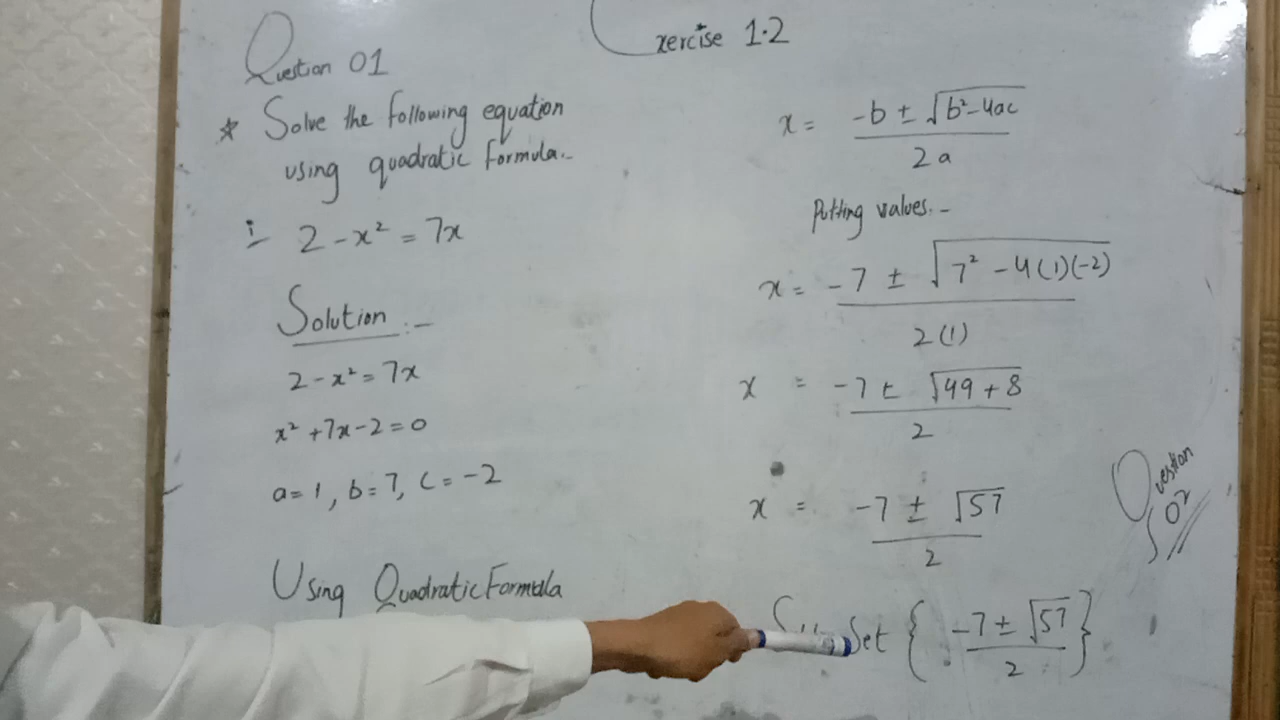 Exercise 1.2
Question 01
* Solve the following equation
using quadratic formula.-
i- 2 - x² = 7x
Solution :-
2 - x² = 7x
x² + 7x - 2 = 0
a = 1, b = 7, c = -2
Using Quadratic Formula
x = -b ± √b² - 4ac
2a
Putting values.-
x = -7 ± √7² - 4(1)(-2)
2(1)
x = -7 ± √49 + 8
2
x = -7 ± √57
2
Set { -7 ± √57 }
2
Question
02